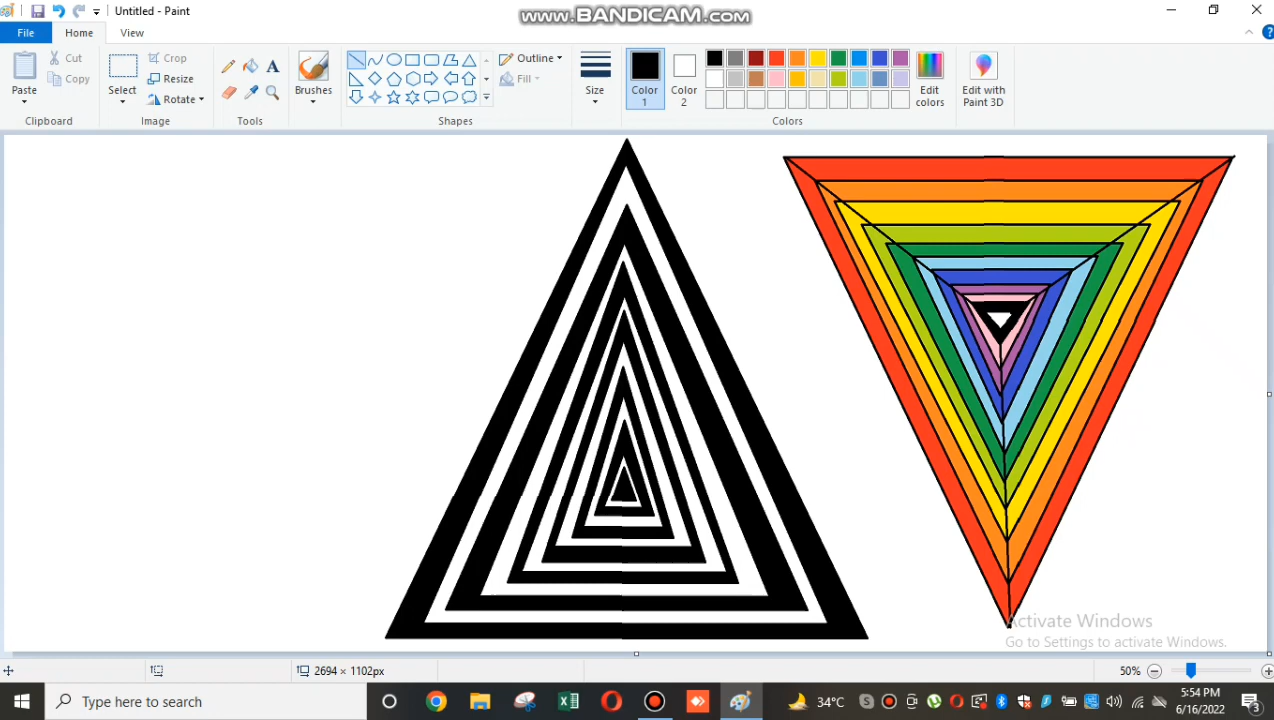 Untitled - Paint
www.BANDICAM.com
File
Home
View
Paste
Cut
Copy
Clipboard
Select
Crop
Resize
Rotate
Image
A
Tools
Brushes
Shapes
Outline
Fill
Size
Color
1
Color
2
Colors
Edit
colors
Edit with
Paint 3D
Activate Windows
Go to Settings to activate Windows.
2694 × 1102px
50%
Type here to search
34°C
5:54 PM
6/16/2022
3